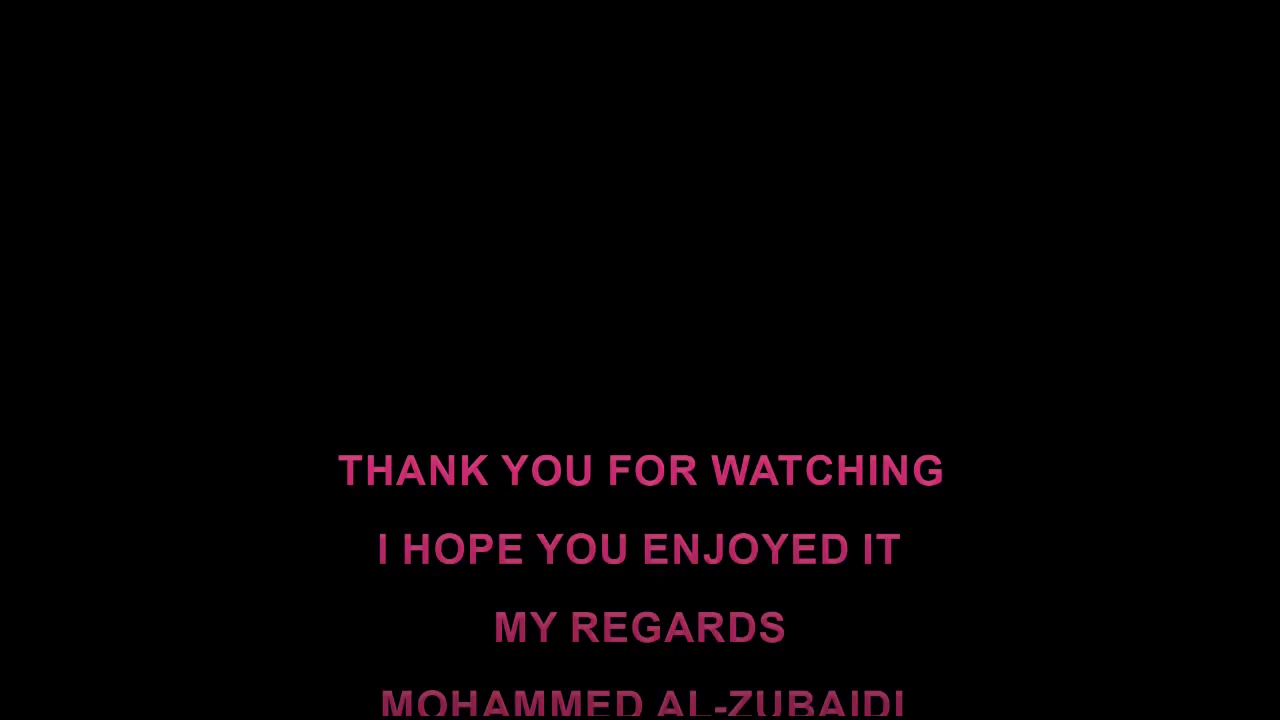 THANK YOU FOR WATCHING
I HOPE YOU ENJOYED IT
MY REGARDS
MOHAMMED AL-ZUBAIDI